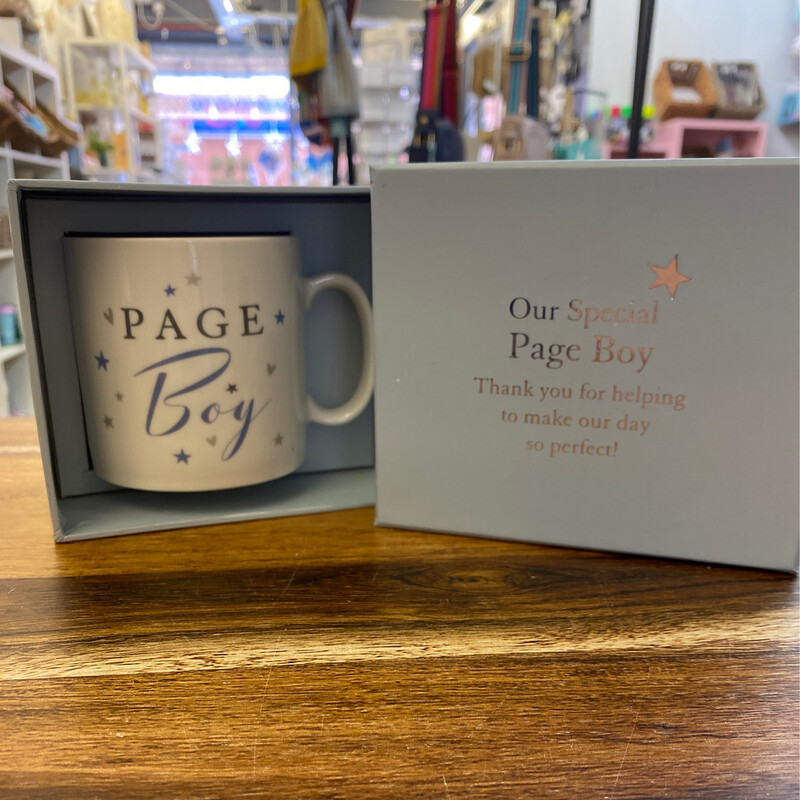 PAGE
Boy
Our Special
Page Boy
Thank you for helping
to make our day
so perfect!